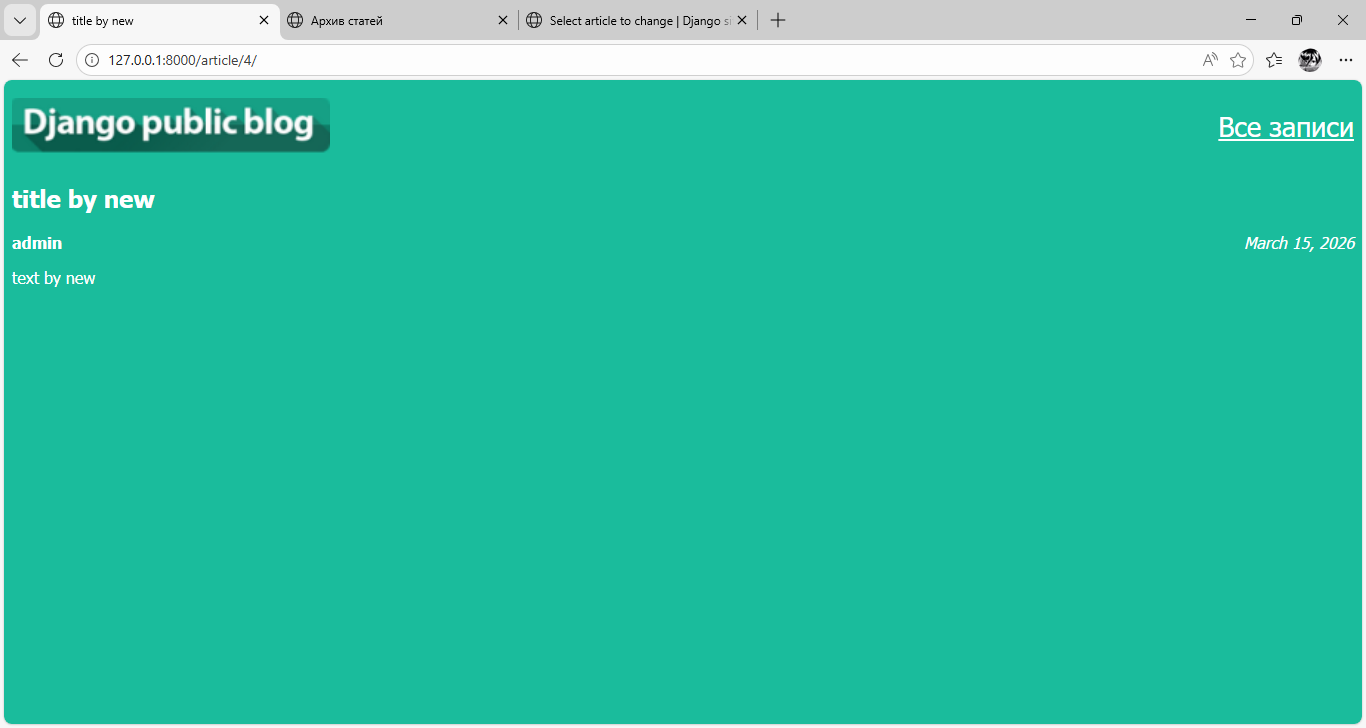 title by new
Архив статей
Select article to change | Django si
127.0.0.1:8000/article/4/
Django public blog
Все записи
title by new
admin
March 15, 2026
text by new